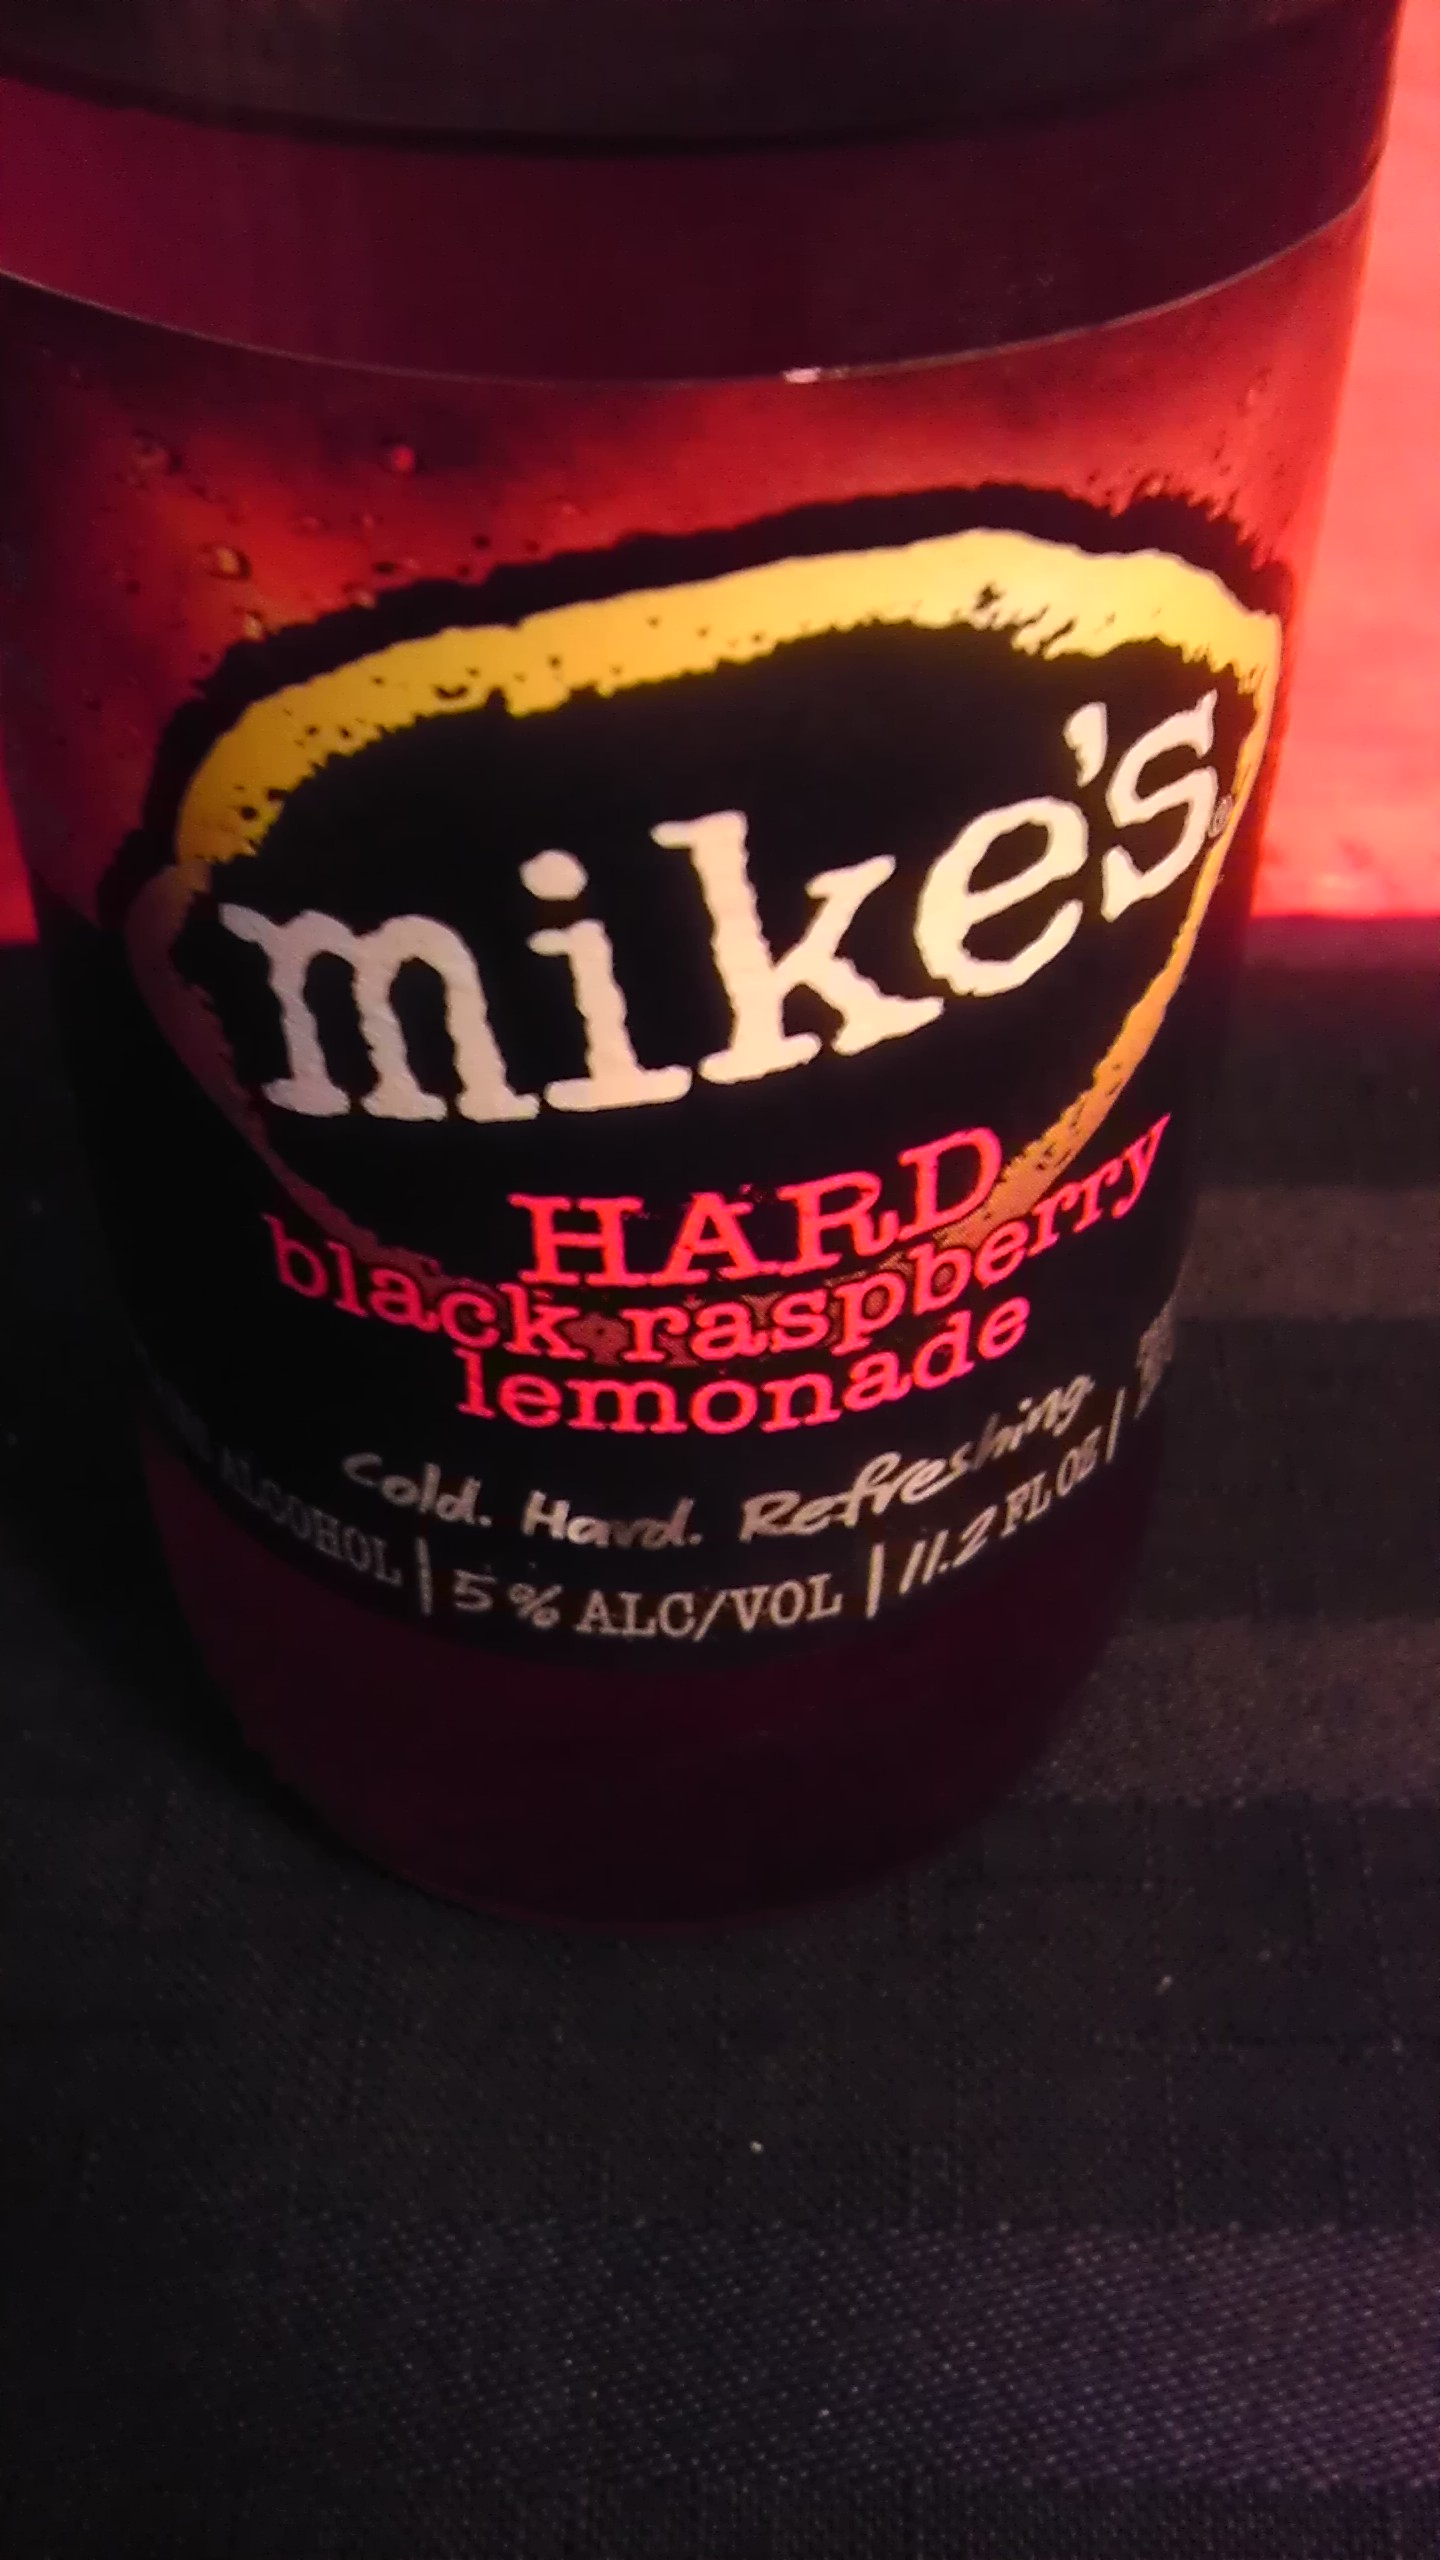 mike's®
HARD
black raspberry
lemonade
Cold. Hard. Refreshing
ALCOHOL | 5% ALC/VOL | 11.2 FL OZ |